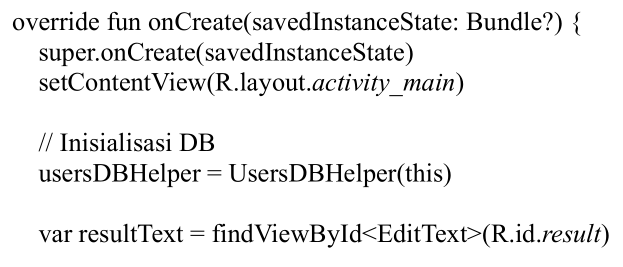 override fun onCreate(savedInstanceState: Bundle?) {
super.onCreate(savedInstanceState)
setContentView(R.layout.activity_main)
// Inisialisasi DB
usersDBHelper = UsersDBHelper(this)
var resultText = findViewById<EditText>(R.id.result)